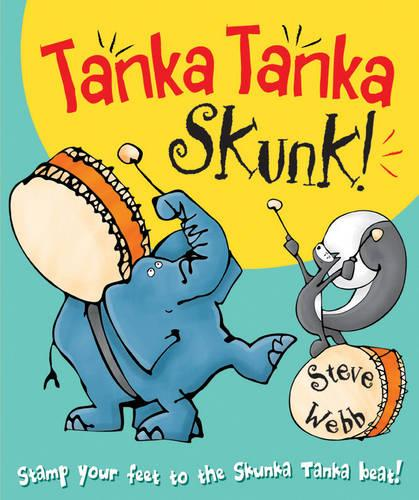 Tanka Tanka
Skunk!
Steve
Webb
Stamp your feet to the Skunka Tanka beat!